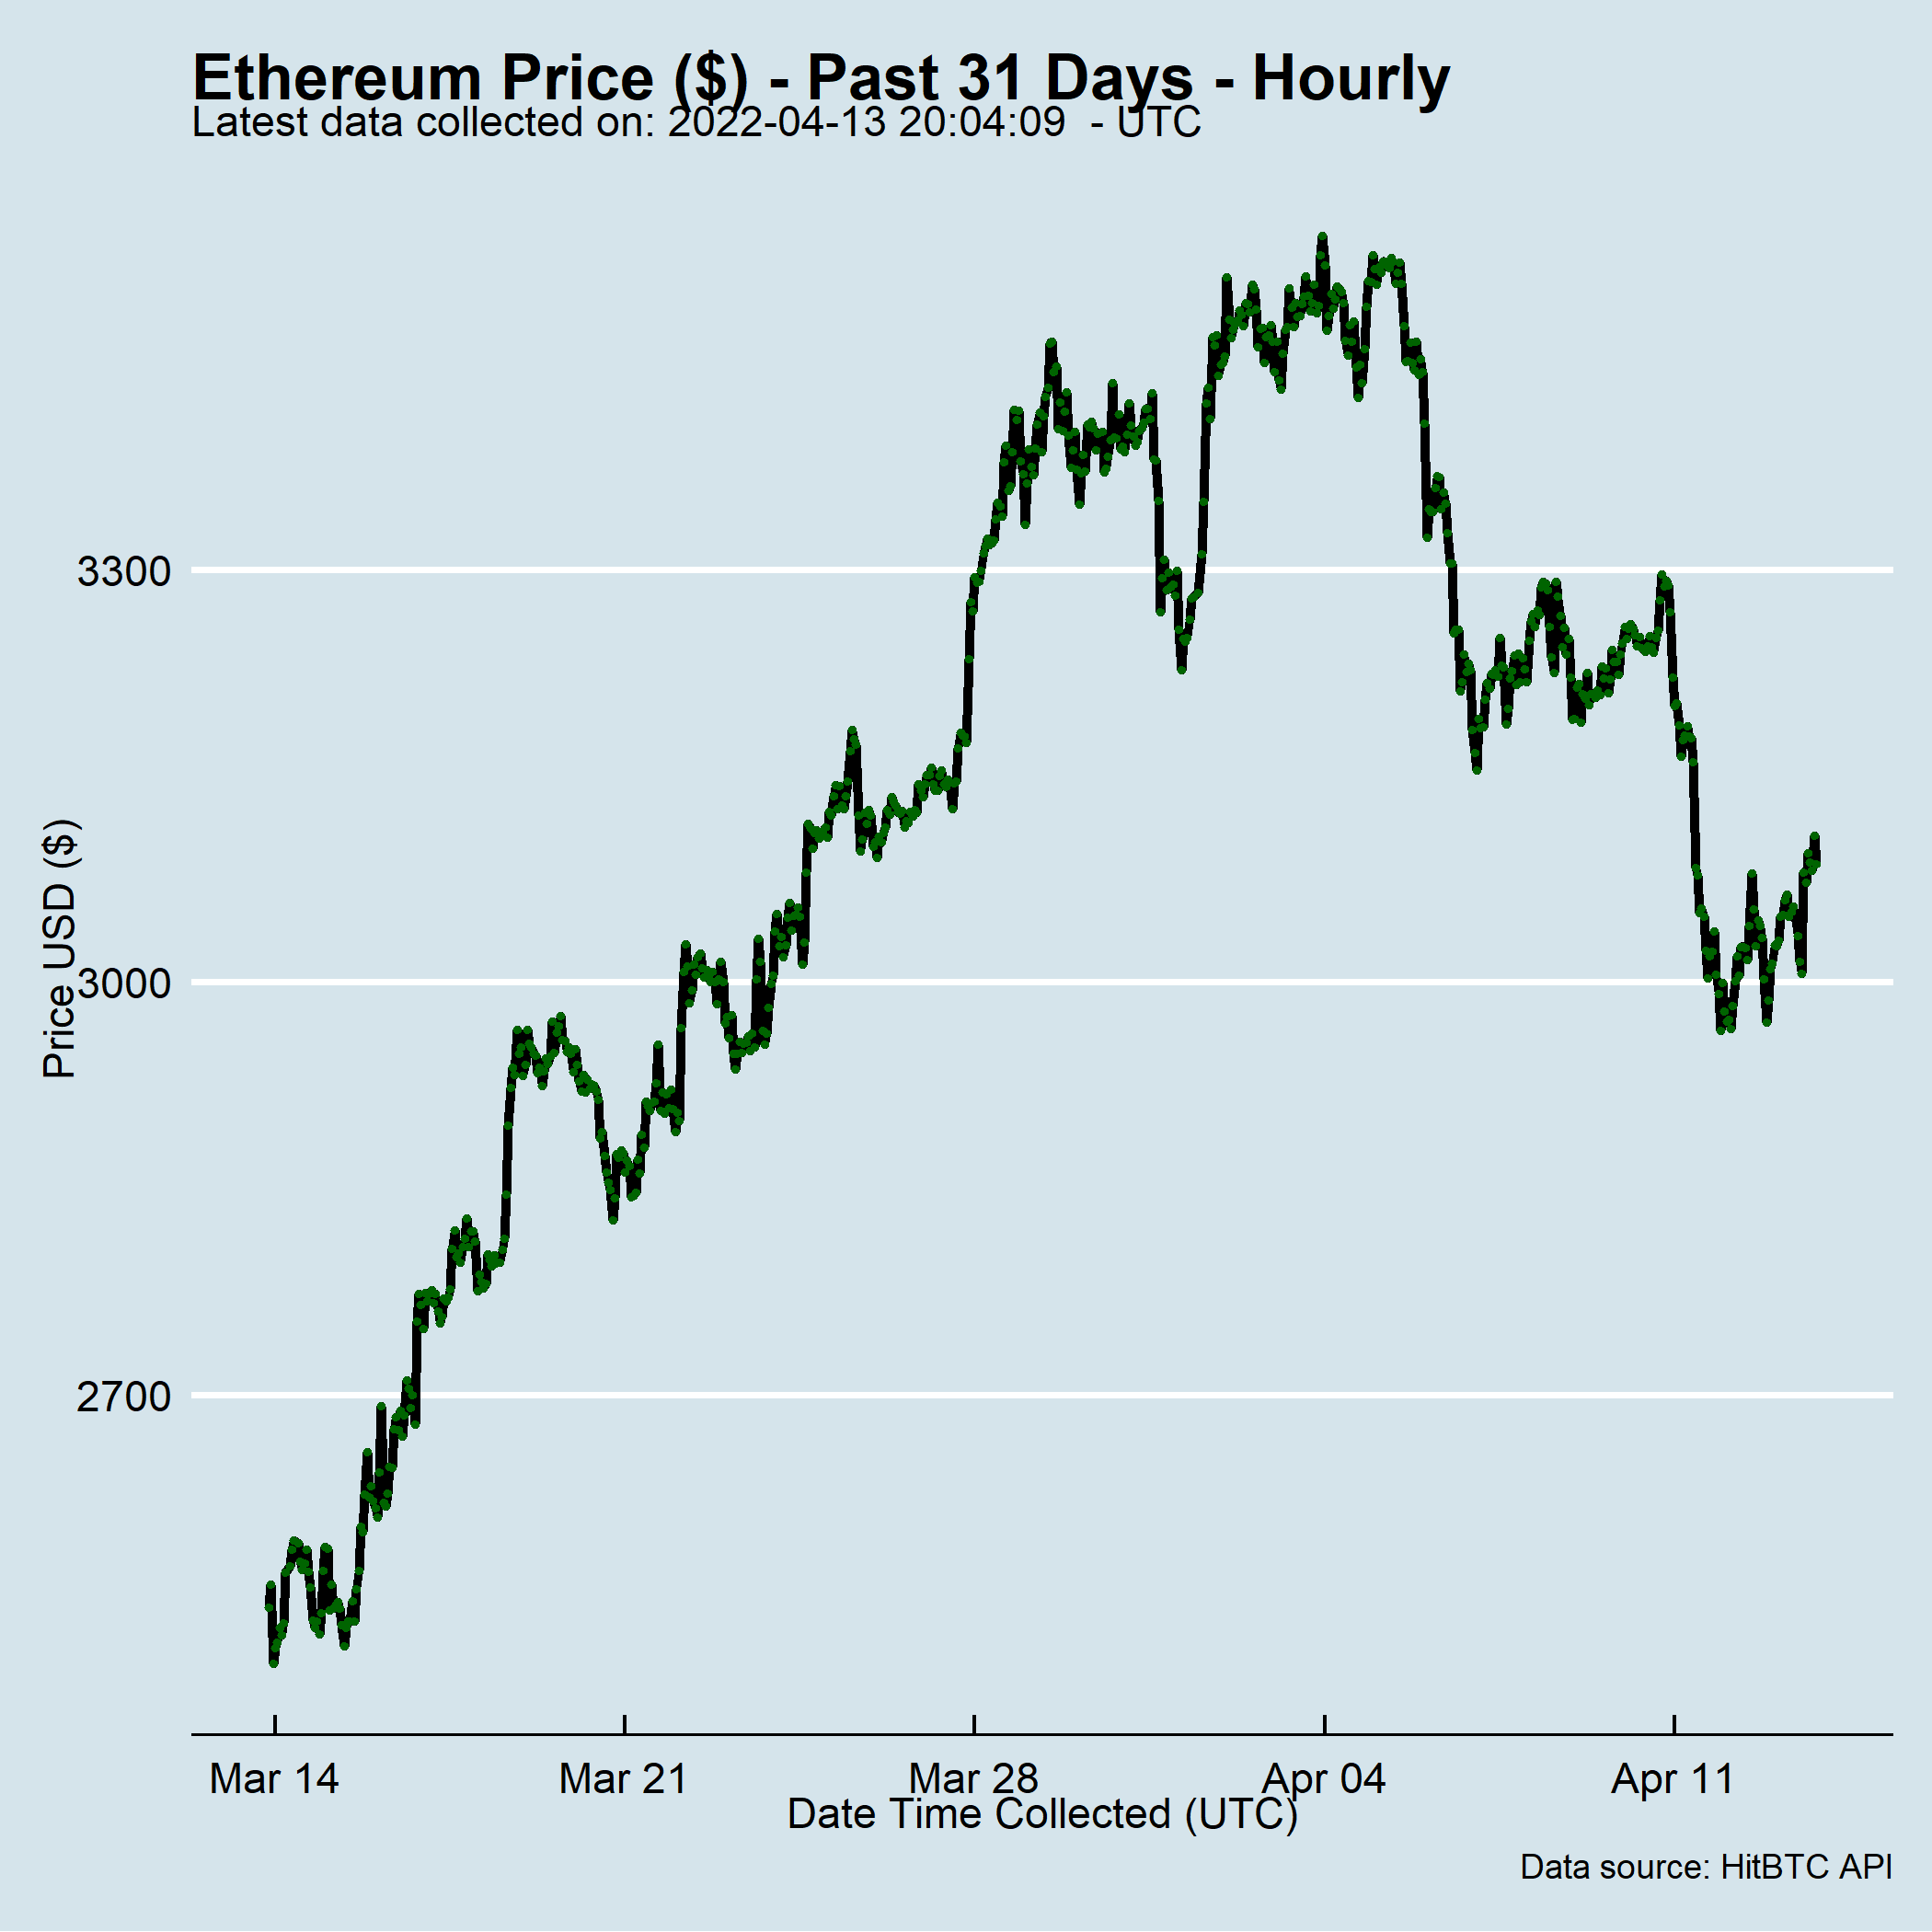 Ethereum Price ($) - Past 31 Days - Hourly
Latest data collected on: 2022-04-13 20:04:09  - UTC
Price USD ($)
3300
3000
2700
Mar 14 Mar 21 Mar 28 Apr 04 Apr 11
Date Time Collected (UTC)
Data source: HitBTC API